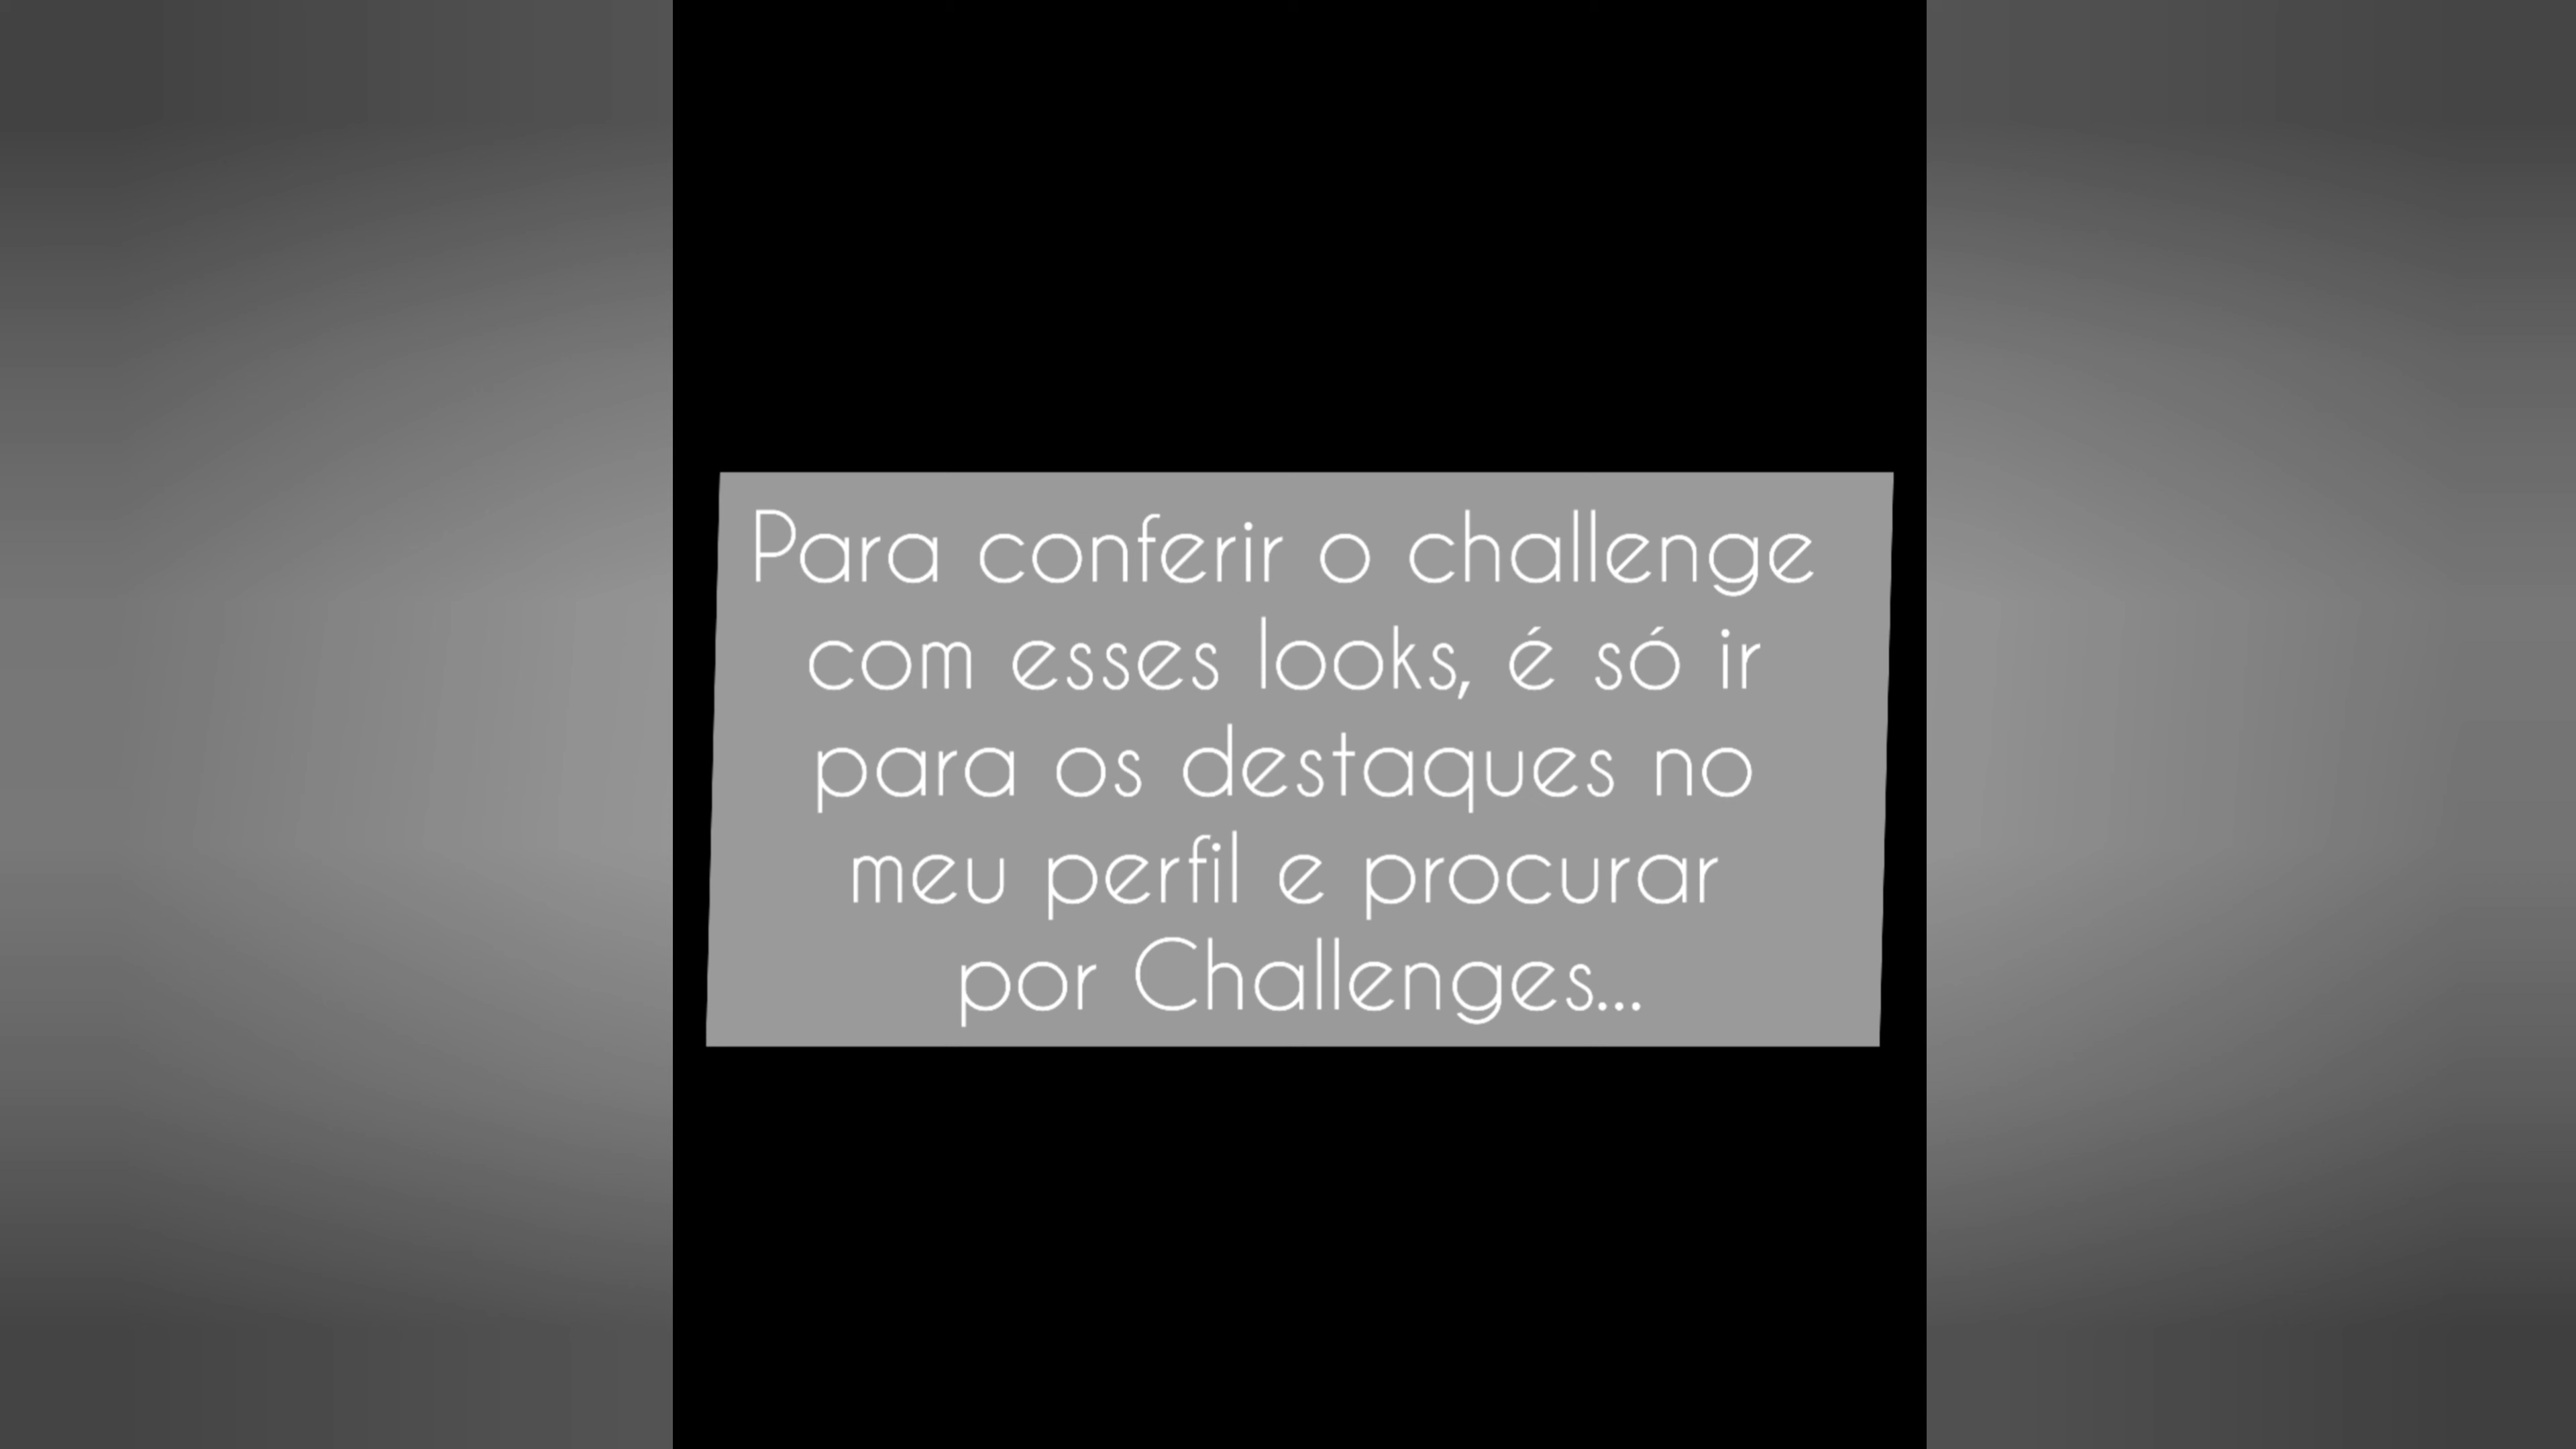 Para conferir o challenge
com esses looks, é só ir
para os destaques no
meu perfil e procurar
por Challenges...